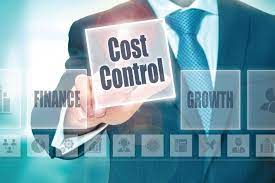 Cost
Control
FINANCE
GROWTH